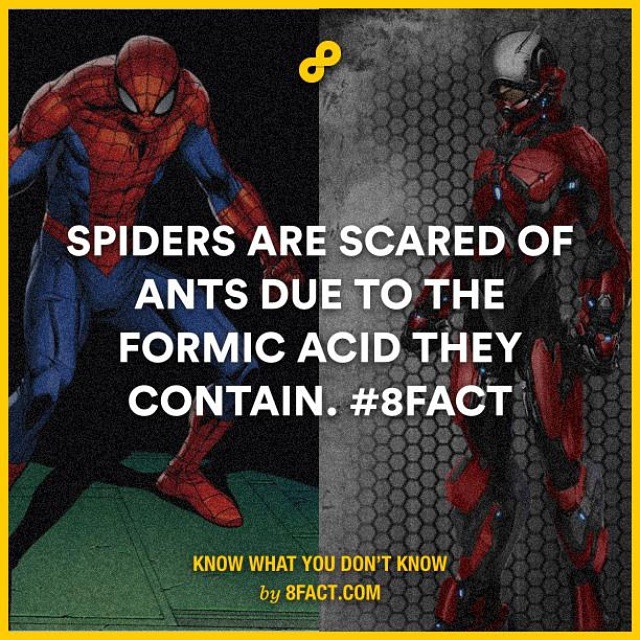 SPIDERS ARE SCARED OF
ANTS DUE TO THE
FORMIC ACID THEY
CONTAIN. #8FACT
KNOW WHAT YOU DON'T KNOW
by 8FACT.COM